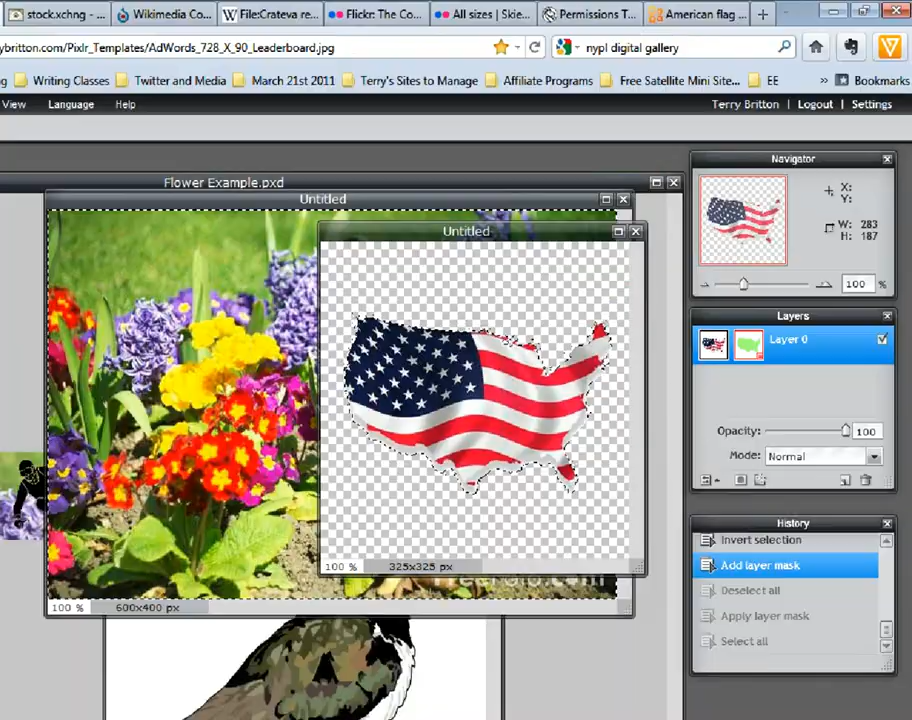 stock.xchng - ...
Wikimedia Co...
File:Crateva re...
Flickr: The Co...
All sizes | Skie...
Permissions T...
American flag ...
ybritton.com/Pixlr_Templates/AdWords_728_X_90_Leaderboard.jpg
nypl digital gallery
Writing Classes
Twitter and Media
March 21st 2011
Terry's Sites to Manage
Affiliate Programs
Free Satellite Mini Site...
EE
Bookmarks
View
Language
Help
Terry Britton
Logout
Settings
Flower Example.pxd
Untitled
Untitled
Navigator
X:
Y:
W: 283
H: 187
100 %
Layers
Layer 0
Opacity: 100
Mode: Normal
History
Invert selection
Add layer mask
Deselect all
Apply layer mask
Select all
100 % 325x325 px
100 % 600x400 px